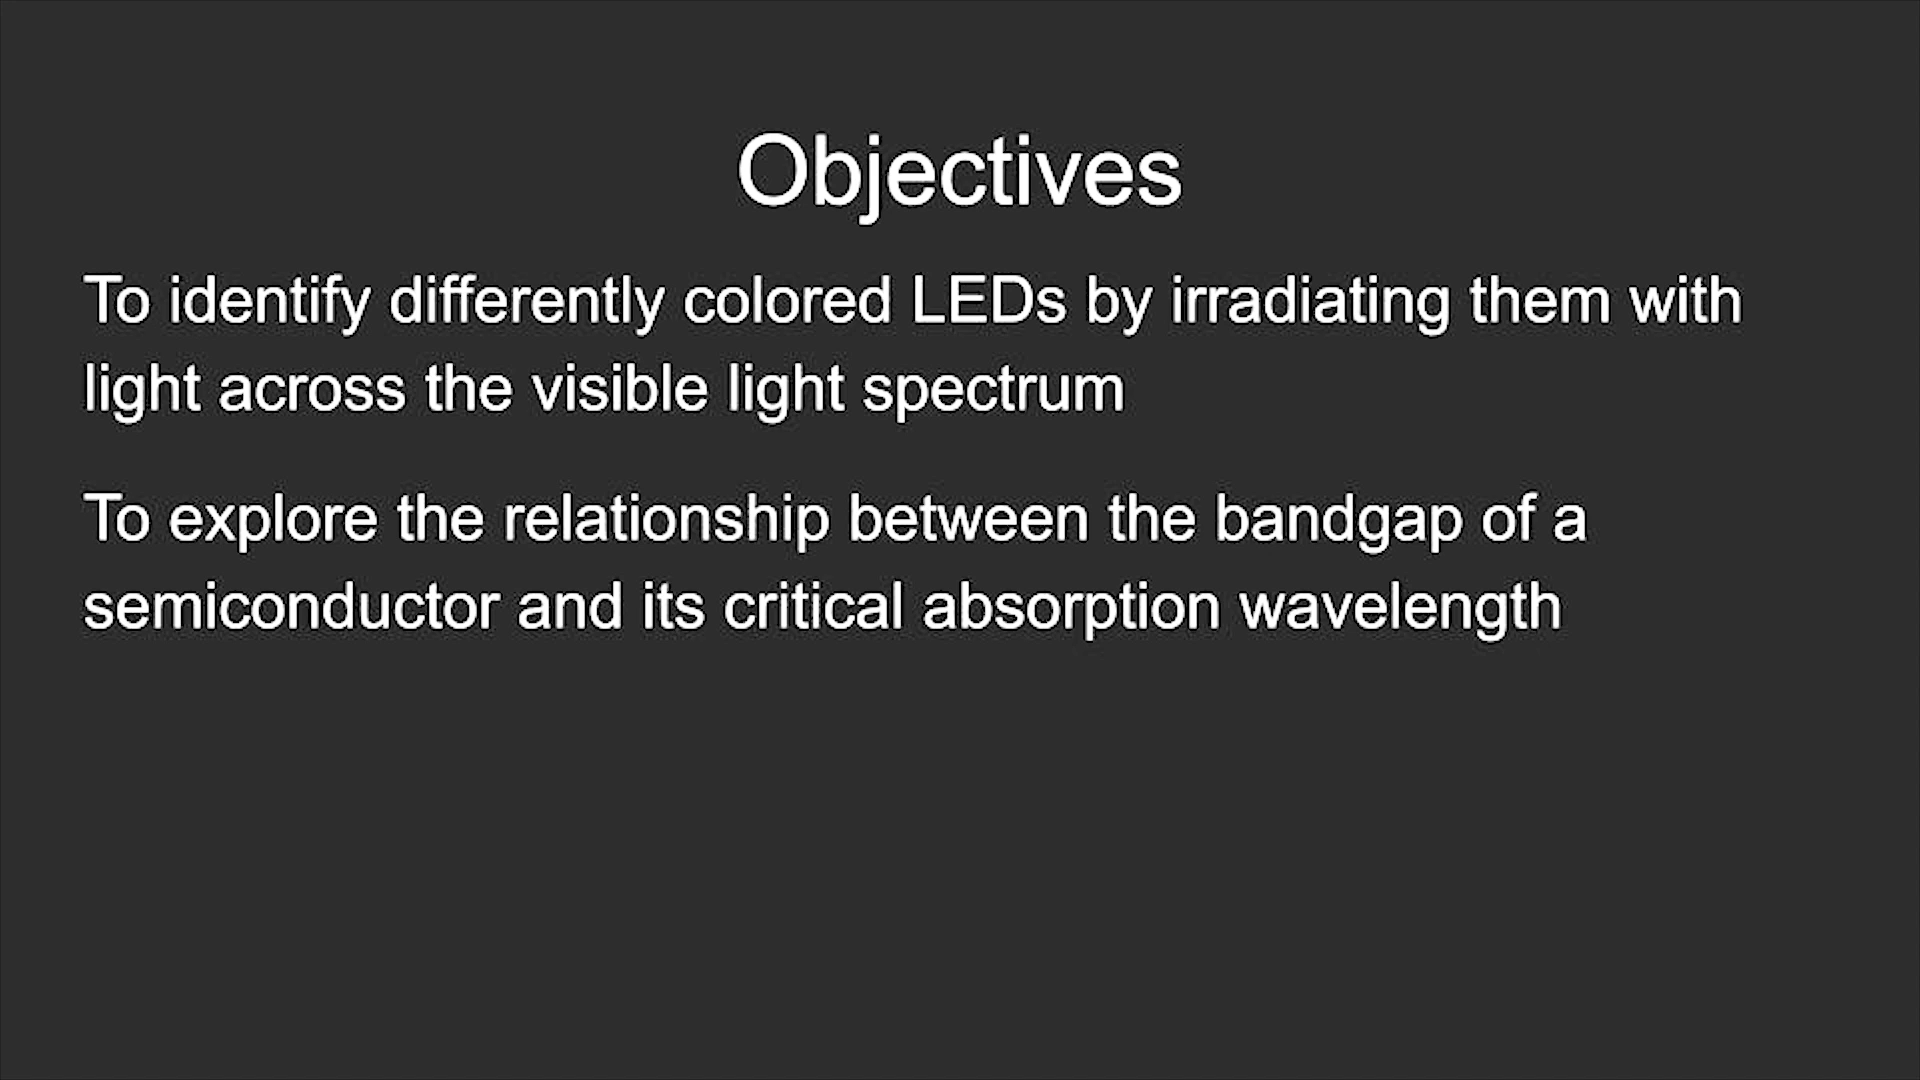 Objectives
To identify differently colored LEDs by irradiating them with
light across the visible light spectrum
To explore the relationship between the bandgap of a
semiconductor and its critical absorption wavelength